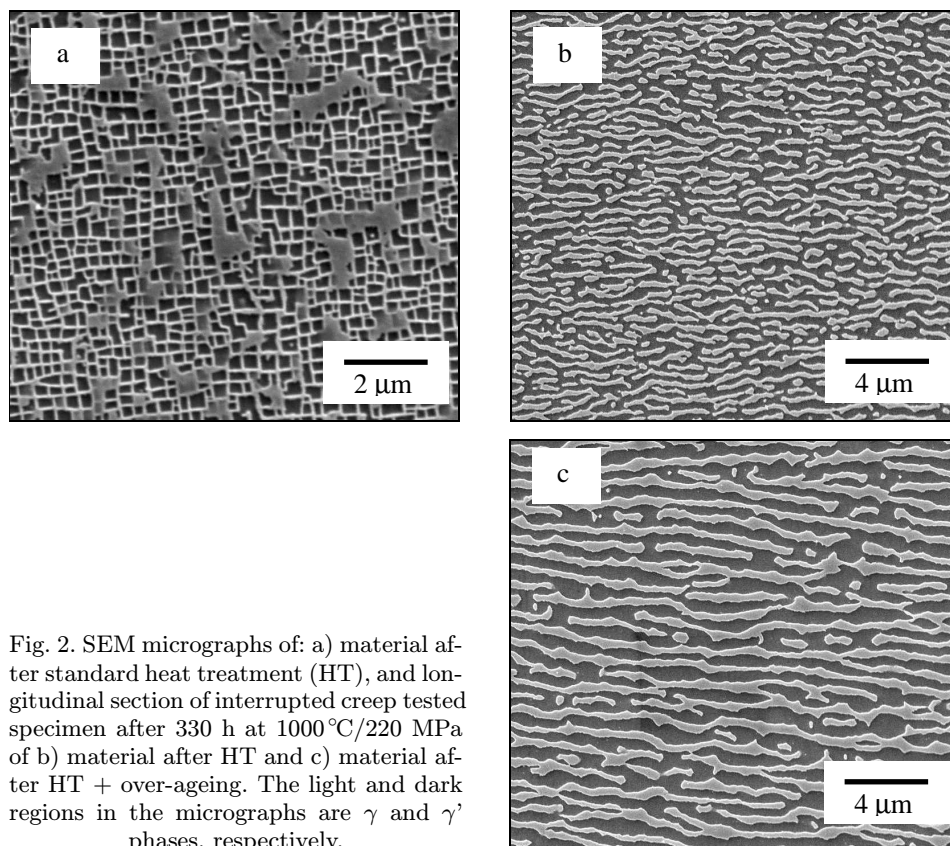 a
2 µm
b
4 µm
c
4 µm
Fig. 2. SEM micrographs of: a) material af-
ter standard heat treatment (HT), and lon-
gitudinal section of interrupted creep tested
specimen after 330 h at 1000 °C/220 MPa
of b) material after HT and c) material af-
ter HT + over-ageing. The light and dark
regions in the micrographs are γ and γ’
phases, respectively.